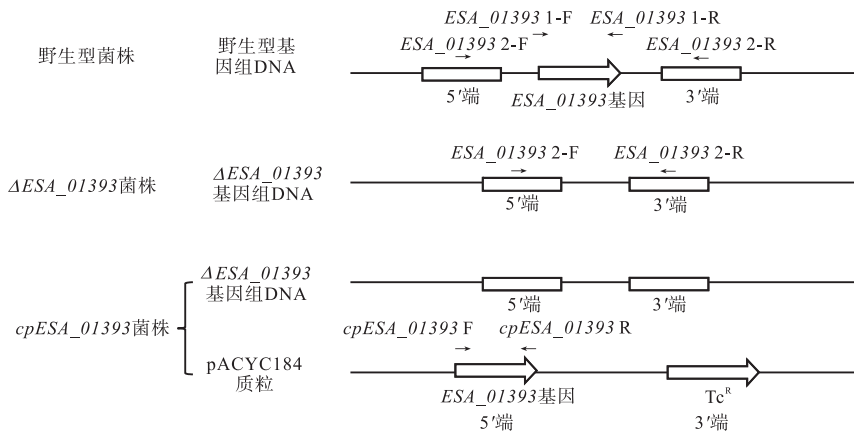 野生型菌株
野生型基
因组DNA
ESA_01393 1-F
ESA_01393 1-R
ESA_01393 2-F
ESA_01393 2-R
5′端
ESA_01393基因
3′端
ΔESA_01393菌株
ΔESA_01393
基因组DNA
ESA_01393 2-F
ESA_01393 2-R
5′端
3′端
cpESA_01393菌株
ΔESA_01393
基因组DNA
5′端
3′端
pACYC184
质粒
cpESA_01393 F
cpESA_01393 R
ESA_01393基因
5′端
Tcᴿ
3′端